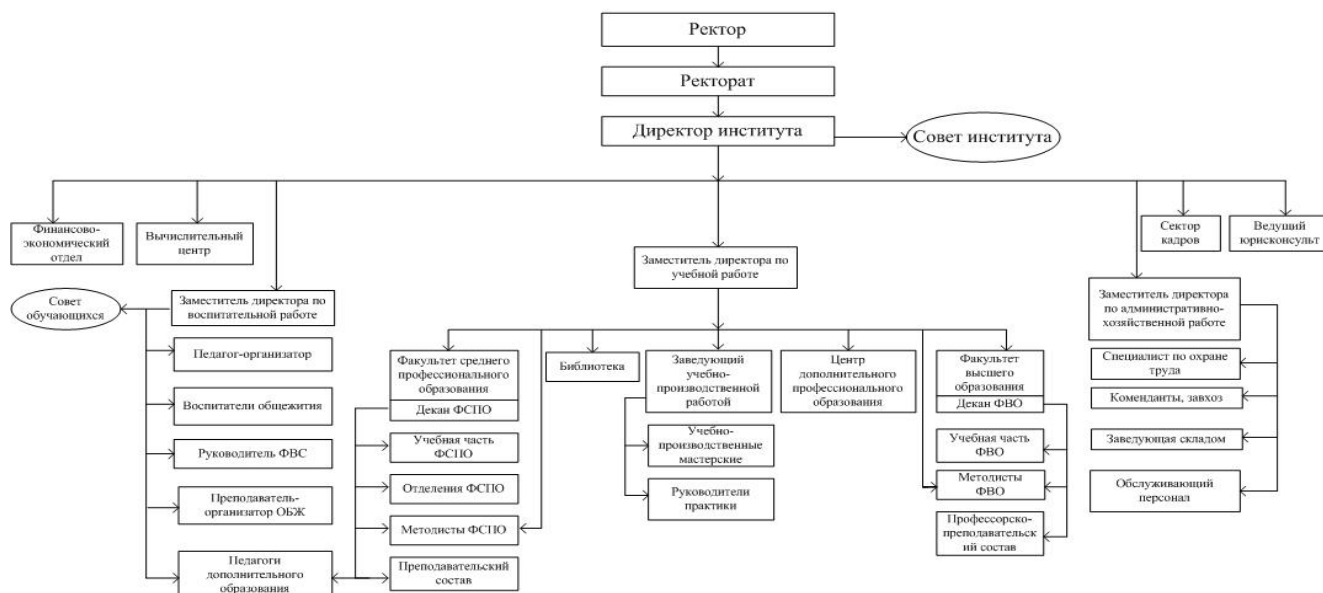 Ректор
Ректорат
Директор института
Совет института
Финансово-
экономический
отдел
Вычислительный
центр
Сектор
кадров
Ведущий
юрисконсульт
Заместитель директора по
учебной работе
Совет
обучающихся
Заместитель директора по
воспитательной работе
Педагог-организатор
Воспитатели общежития
Руководитель ФВС
Преподаватель-
организатор ОБЖ
Педагоги
дополнительного
образования
Факультет среднего
профессионального
образования
Декан ФСПО
Учебная часть
ФСПО
Отделения ФСПО
Методисты ФСПО
Преподавательский
состав
Библиотека
Заведующий
учебно-
производственной
работой
Учебно-
производственные
мастерские
Руководители
практики
Центр
дополнительного
профессионального
образования
Факультет
высшего
образования
Декан ФВО
Учебная часть
ФВО
Методисты
ФВО
Профессорско-
преподавательск
ий состав
Заместитель директора
по административно-
хозяйственной работе
Специалист по охране
труда
Коменданты, завхоз
Заведующая складом
Обслуживающий
персонал